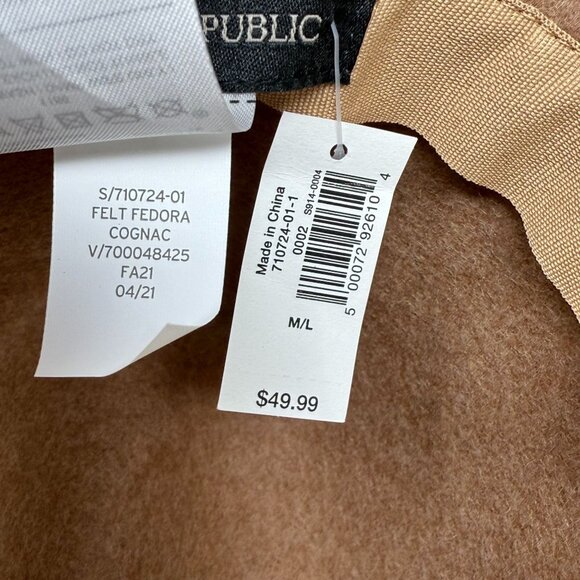 PUBLIC
S/710724-01
FELT FEDORA
COGNAC
V/700048425
FA21
04/21
Made in China
710724-01-1
0002 S914-0004
5 00072 92610 4
M/L
$49.99